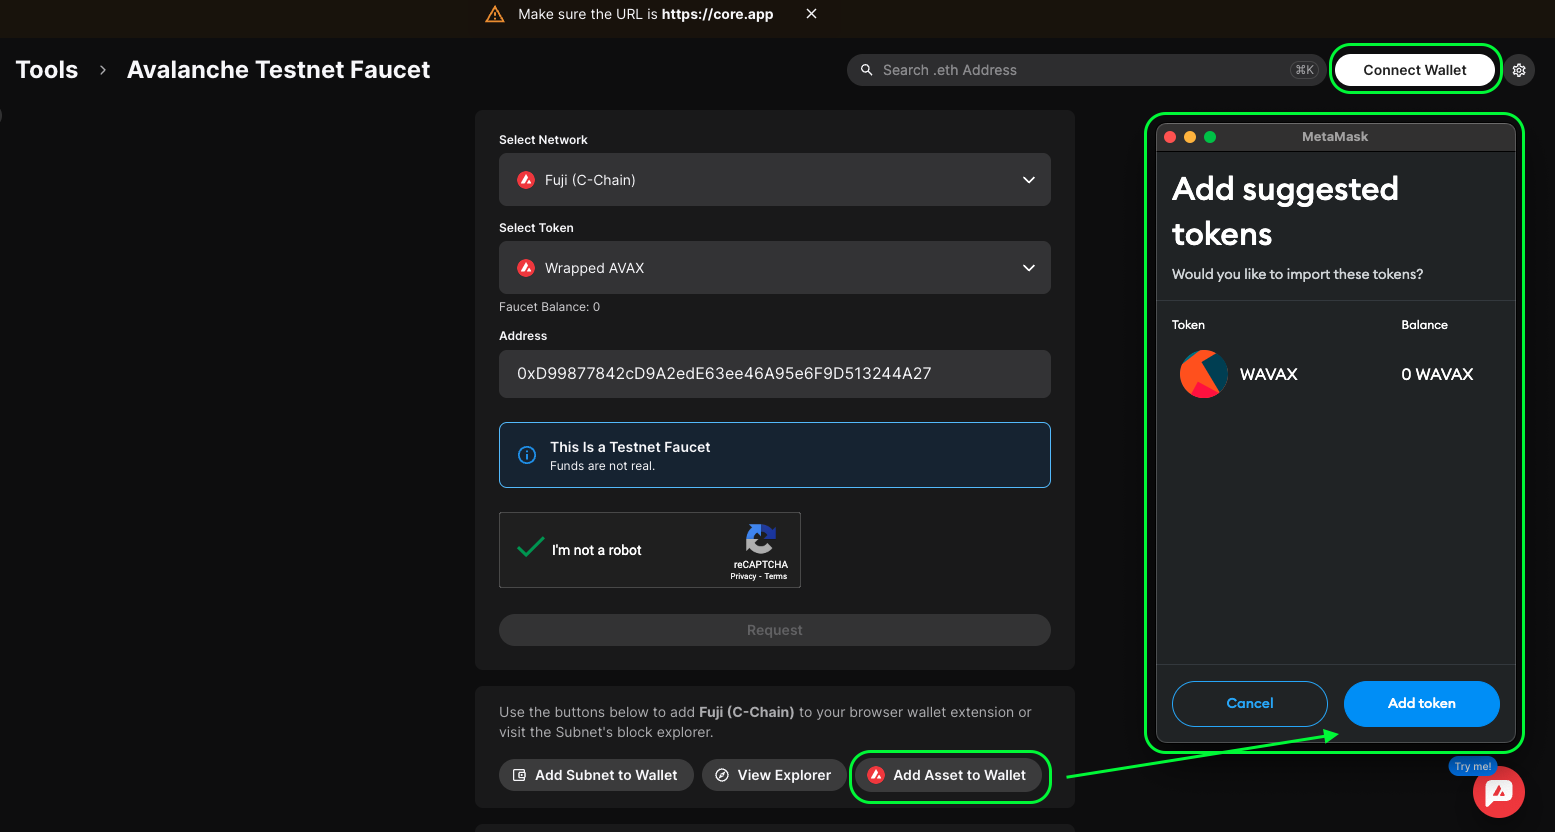 Make sure the URL is https://core.app
Tools > Avalanche Testnet Faucet
Search .eth Address
⌘K
Connect Wallet
Select Network
Fuji (C-Chain)
Select Token
Wrapped AVAX
Faucet Balance: 0
Address
0xD99877842cD9A2edE63ee46A95e6F9D513244A27
This Is a Testnet Faucet
Funds are not real.
I'm not a robot
reCAPTCHA
Privacy - Terms
Request
Use the buttons below to add Fuji (C-Chain) to your browser wallet extension or
visit the Subnet's block explorer.
Add Subnet to Wallet
View Explorer
Add Asset to Wallet
MetaMask
Add suggested
tokens
Would you like to import these tokens?
Token Balance
WAVAX 0 WAVAX
Cancel
Add token
Try me!